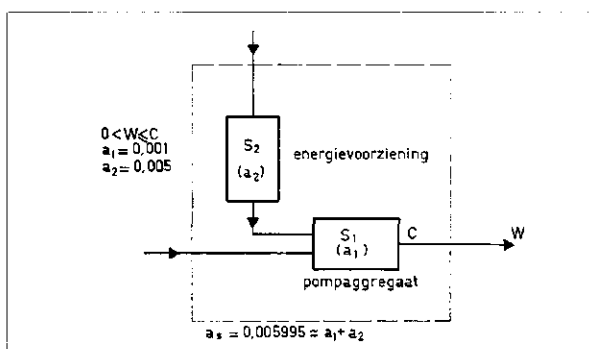 0 < W ⩽ C
a₁ = 0,001
a₂ = 0,005
S₂
(a₂)
energievoorziening
S₁
(a₁)
C
W
pompaggregaat
aₛ = 0,005995 ≈ a₁ + a₂